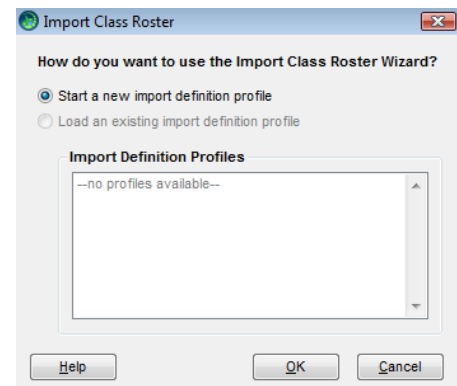 Import Class Roster
How do you want to use the Import Class Roster Wizard?
Start a new import definition profile
Load an existing import definition profile
Import Definition Profiles
--no profiles available--
Help OK Cancel